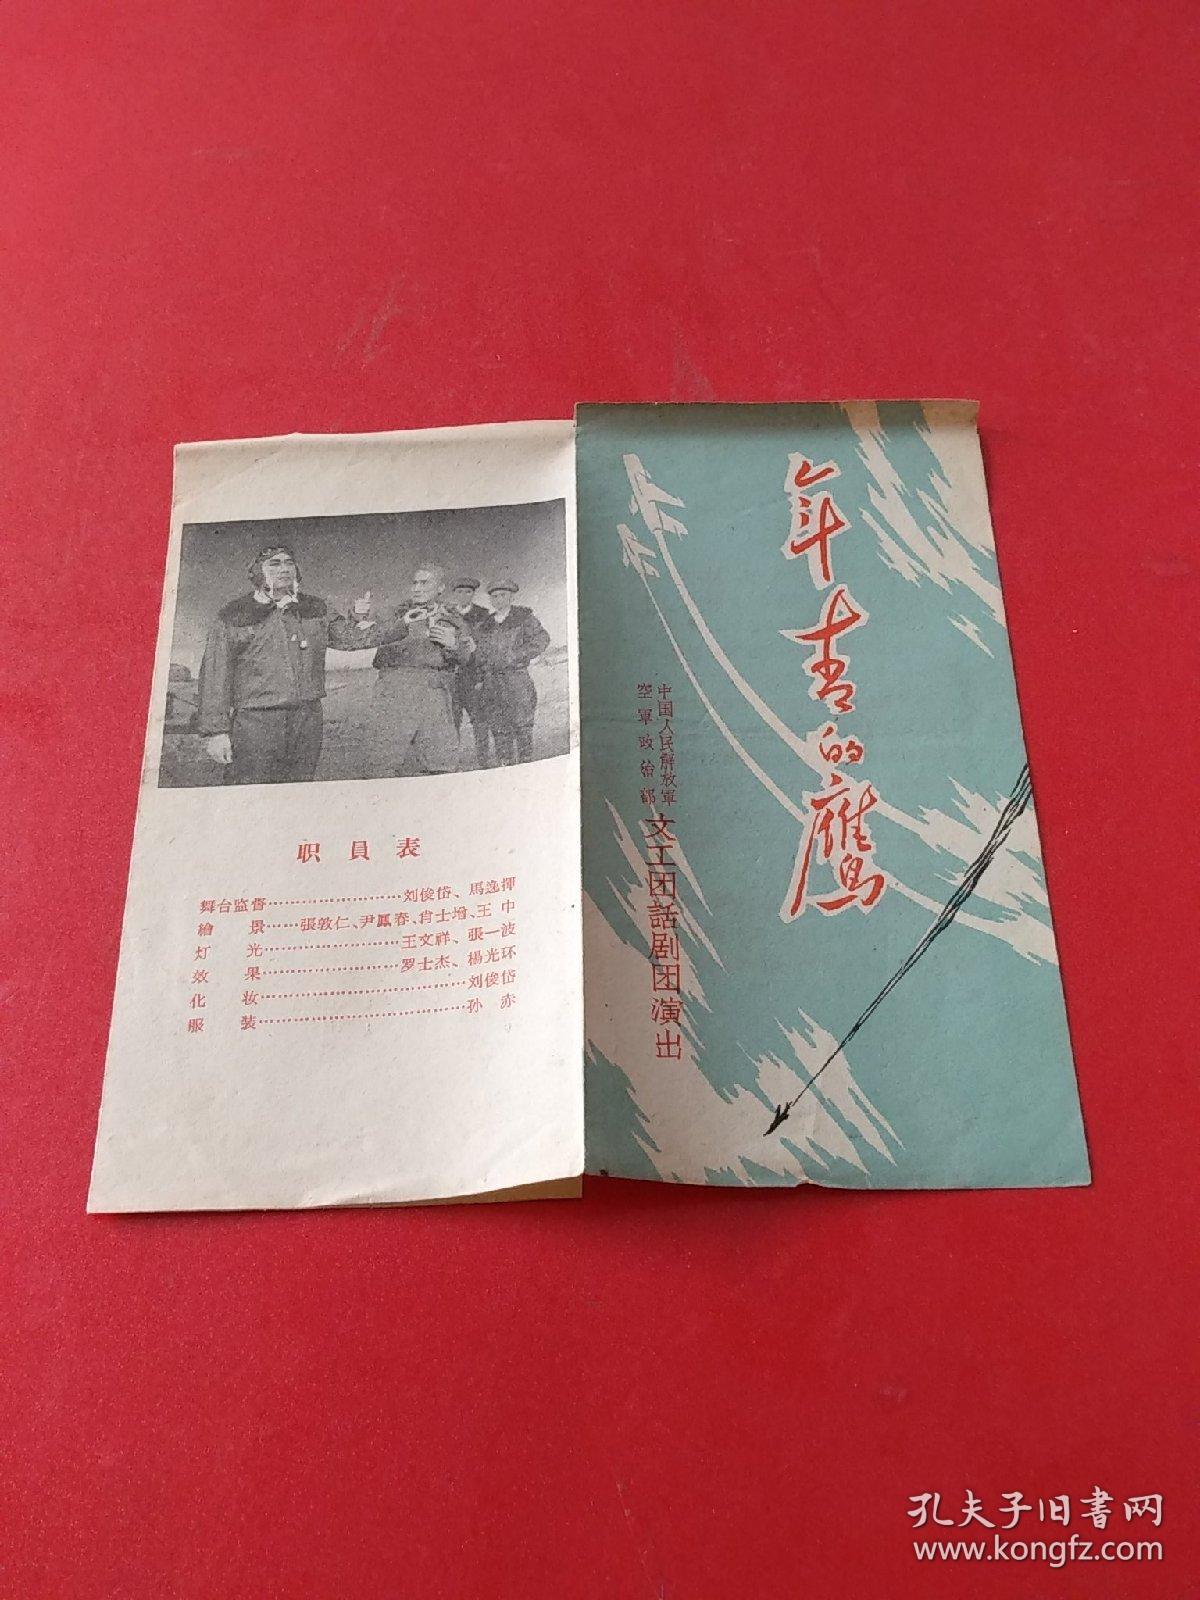 年青的鹰
中国人民解放軍
空軍政治部
文工团話剧团演出
职員表
舞台监督……………………刘俊岱、馬逸揮
繪景……張敦仁、尹鳳春、肖士增、王中
灯光……………………王文祥、張一波
效果……………………罗士杰、楊光环
化妆………………………………刘俊岱
服裝………………………………孙赤
孔夫子旧书网
www.kongfz.com